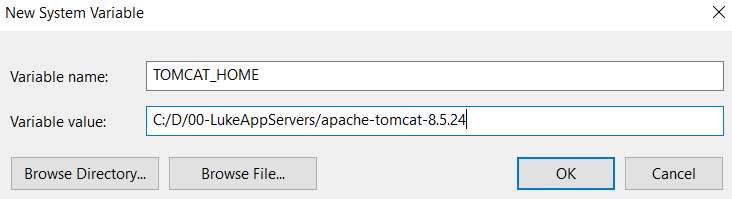 New System Variable
Variable name: TOMCAT_HOME
Variable value: C:/D/00-LukeAppServers/apache-tomcat-8.5.24
Browse Directory... Browse File... OK Cancel